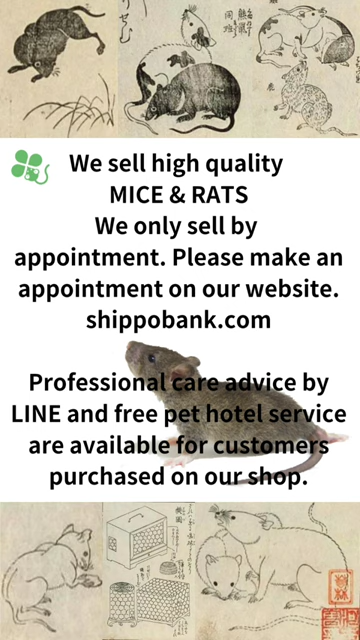 We sell high quality
MICE & RATS
We only sell by
appointment. Please make an
appointment on our website.
shippobank.com
Professional care advice by
LINE and free pet hotel service
are available for customers
purchased on our shop.